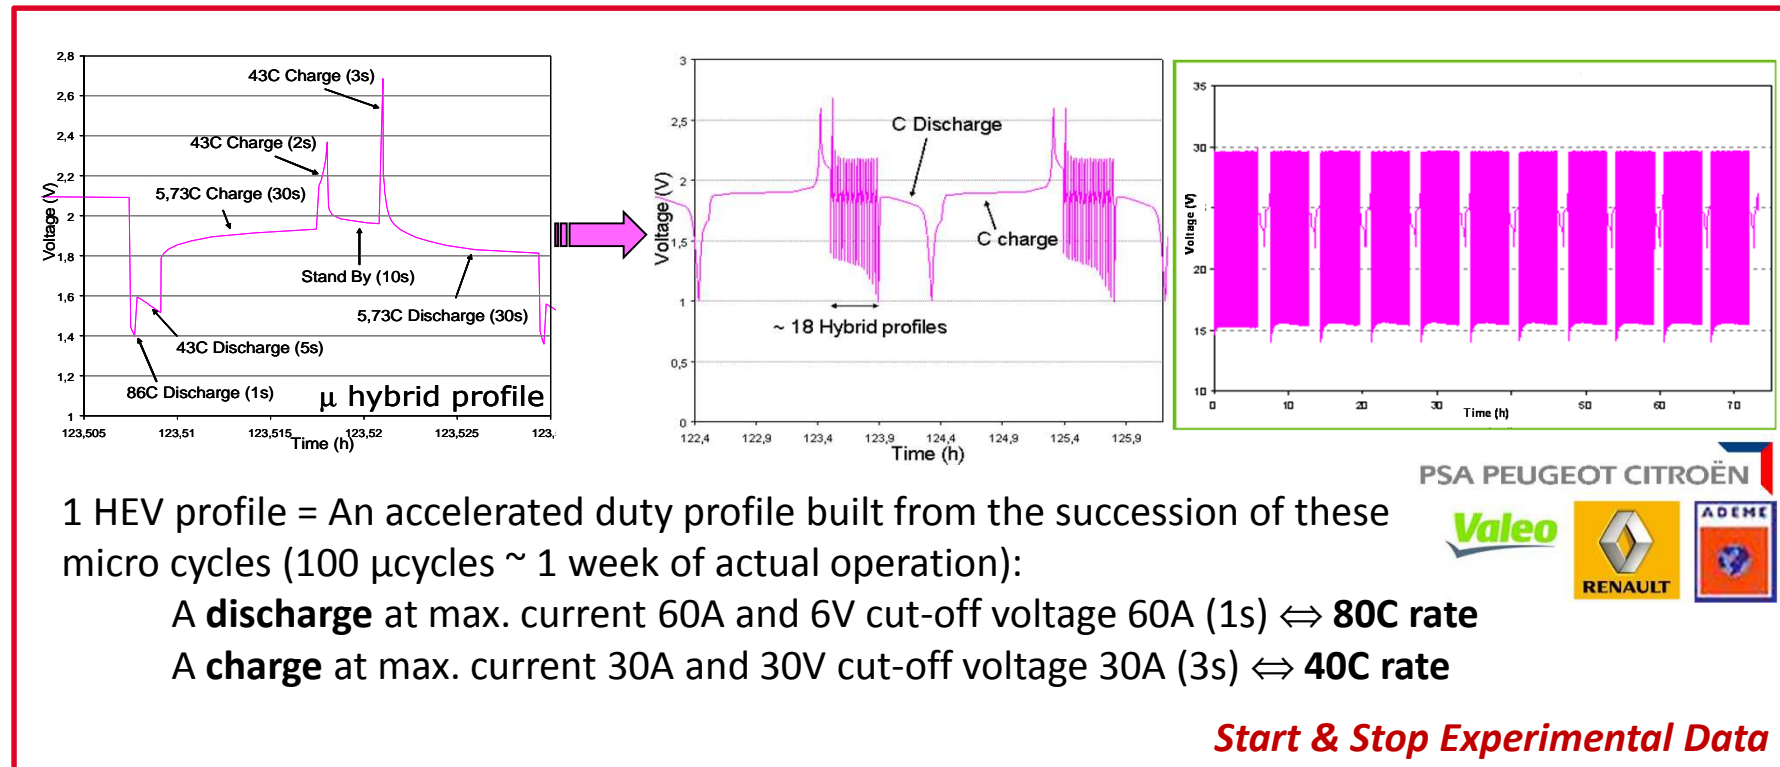 2,8
2,6
2,4
2,2
2
1,8
1,6
1,4
1,2
1
Voltage (V)
43C Charge (3s)
43C Charge (2s)
5,73C Charge (30s)
Stand By (10s)
5,73C Discharge (30s)
43C Discharge (5s)
86C Discharge (1s)
μ hybrid profile
123,505 123,51 123,515 123,52 123,525 123,
Time (h)
3
2,5
2
1,5
1
0,5
0
Voltage (V)
C Discharge
C charge
~ 18 Hybrid profiles
122,4 122,9 123,4 123,9 124,4 124,9 125,4 125,9
Time (h)
35
30
20
15
10
Voltage (V)
0 10 20 30 50 60 70
Time (h)
PSA PEUGEOT CITROËN
Valeo
RENAULT
ADEME
1 HEV profile = An accelerated duty profile built from the succession of these
micro cycles (100 μcycles ~ 1 week of actual operation):
A discharge at max. current 60A and 6V cut-off voltage 60A (1s) ⇔ 80C rate
A charge at max. current 30A and 30V cut-off voltage 30A (3s) ⇔ 40C rate
Start & Stop Experimental Data